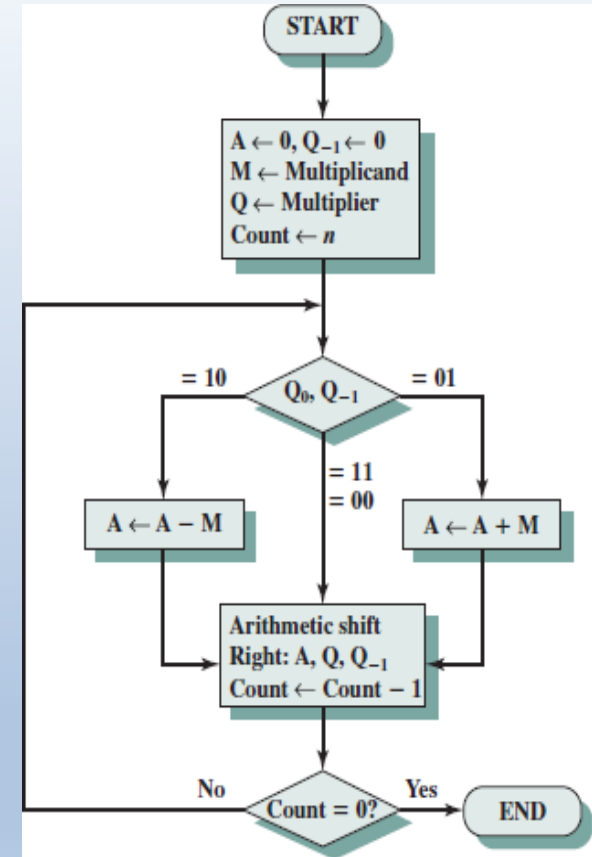 START
A ← 0, Q₋₁ ← 0
M ← Multiplicand
Q ← Multiplier
Count ← n
= 10
Q₀, Q₋₁
= 01
= 11
= 00
A ← A − M
A ← A + M
Arithmetic shift
Right: A, Q, Q₋₁
Count ← Count − 1
No
Count = 0?
Yes
END